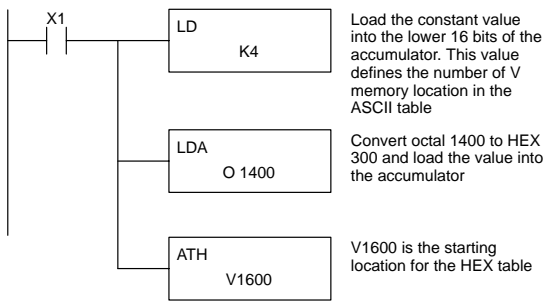 X1
LD
K4
Load the constant value
into the lower 16 bits of the
accumulator. This value
defines the number of V
memory location in the
ASCII table
LDA
O 1400
Convert octal 1400 to HEX
300 and load the value into
the accumulator
ATH
V1600
V1600 is the starting
location for the HEX table